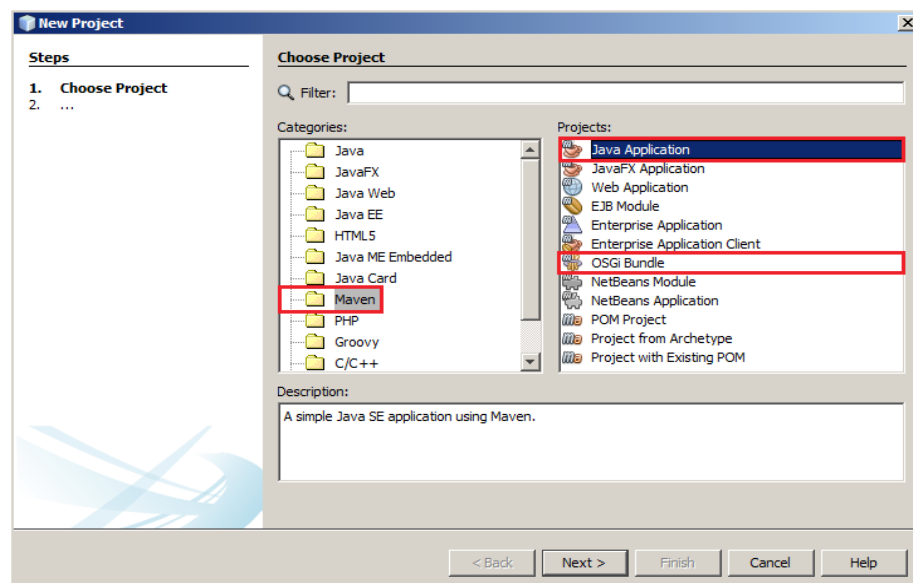 New Project
Steps
1. Choose Project
2. ...
Choose Project
Filter:
Categories:
Java
JavaFX
Java Web
Java EE
HTML5
Java ME Embedded
Java Card
Maven
PHP
Groovy
C/C++
Projects:
Java Application
JavaFX Application
Web Application
EJB Module
Enterprise Application
Enterprise Application Client
OSGi Bundle
NetBeans Module
NetBeans Application
POM Project
Project from Archetype
Project with Existing POM
Description:
A simple Java SE application using Maven.
< Back Next > Finish Cancel Help